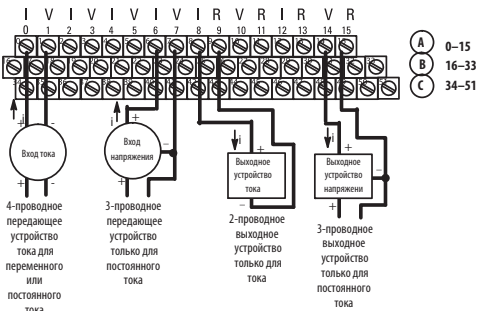 I V I V I V I R V R I R V R
0 1 2 3 4 5 6 7 8 9 10 11 12 13 14 15
A 0–15
B 16–33
C 34–51
i + -
Вход тока
i + –
Вход
напряжения
+
i +
Выходное
устройство
тока
–
i +
Выходное
устройство
напряжени
–
+
4-проводное
передающее
устройство
тока для
переменного
или
постоянного
тока
3-проводное
передающее
устройство
только для
постоянного
тока
2-проводное
выходное
устройство
только для
тока
3-проводное
выходное
устройство
только для
постоянного
тока